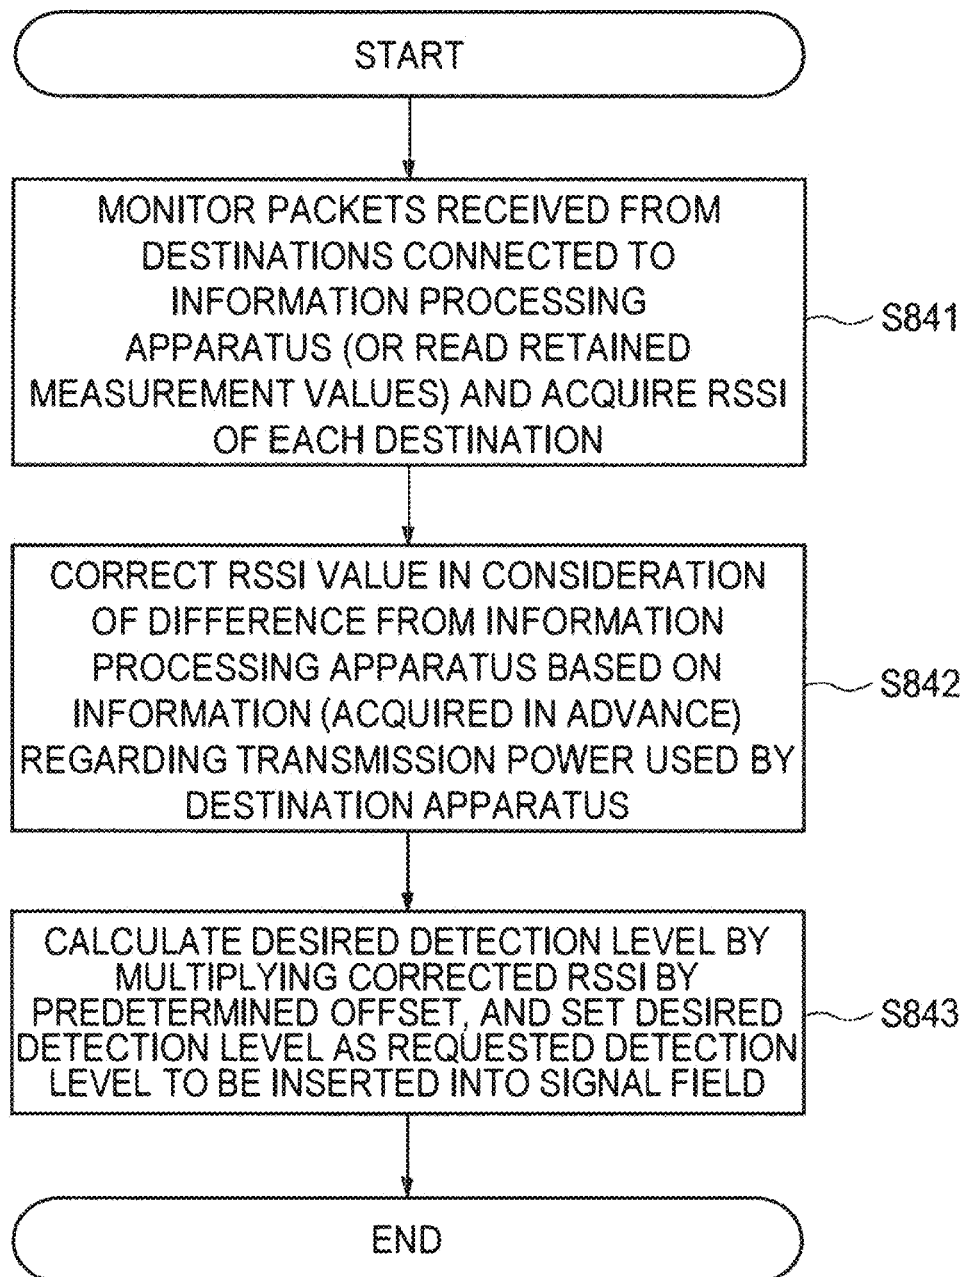 START
MONITOR PACKETS RECEIVED FROM
DESTINATIONS CONNECTED TO
INFORMATION PROCESSING
APPARATUS (OR READ RETAINED
MEASUREMENT VALUES) AND ACQUIRE RSSI
OF EACH DESTINATION
S841
CORRECT RSSI VALUE IN CONSIDERATION
OF DIFFERENCE FROM INFORMATION
PROCESSING APPARATUS BASED ON
INFORMATION (ACQUIRED IN ADVANCE)
REGARDING TRANSMISSION POWER USED BY
DESTINATION APPARATUS
S842
CALCULATE DESIRED DETECTION LEVEL BY
MULTIPLYING CORRECTED RSSI BY
PREDETERMINED OFFSET, AND SET DESIRED
DETECTION LEVEL AS REQUESTED DETECTION
LEVEL TO BE INSERTED INTO SIGNAL FIELD
S843
END